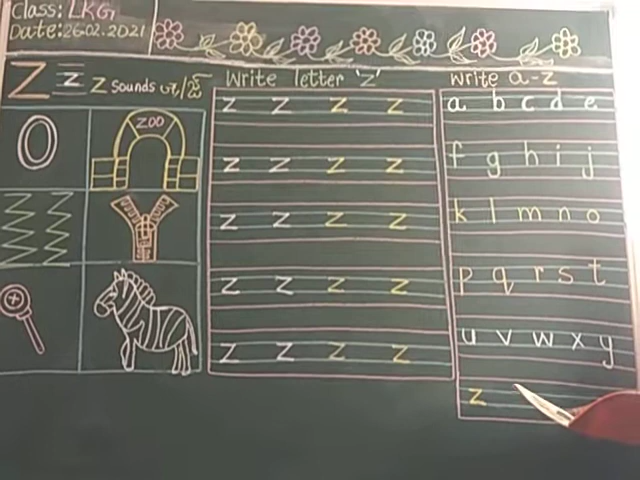 Class: LKG
Date: 26.02.2021
Z z z Sounds
Write letter 'z'
Write a-z
ZOO
z z z z
z z z z
z z z z
z z z z
z z z z
a b c d e
f g h i j
k l m n o
p q r s t
u v w x y
z